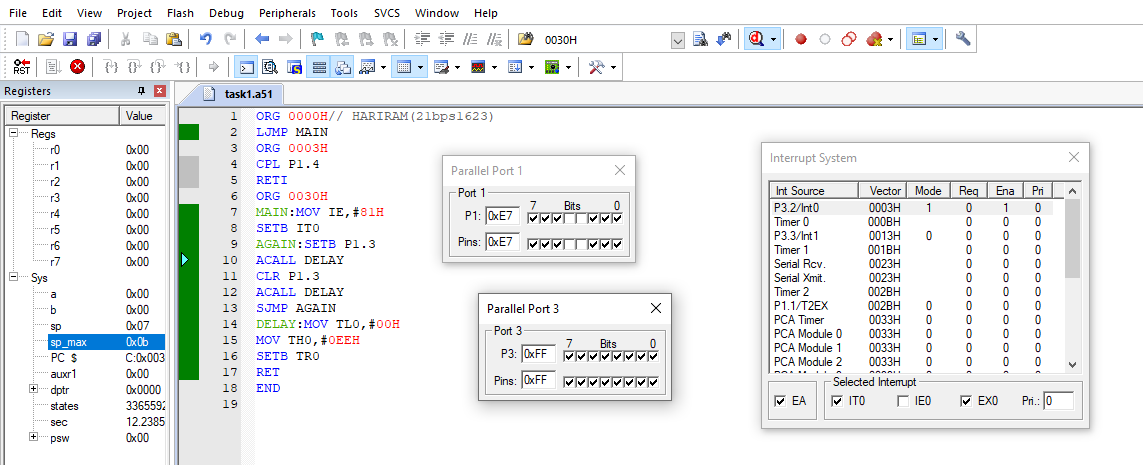 File Edit View Project Flash Debug Peripherals Tools SVCS Window Help
0030H
RST
Registers
task1.a51
Register Value
Regs
r0 0x00
r1 0x00
r2 0x00
r3 0x00
r4 0x00
r5 0x00
r6 0x00
r7 0x00
Sys
a 0x00
b 0x00
sp 0x07
sp_max 0x0b
PC $ C:0x003
auxr1 0x00
dptr 0x0000
states 3365592
sec 12.2385
psw 0x00
1 ORG 0000H// HARIRAM(21bps1623)
2 LJMP MAIN
3 ORG 0003H
4 CPL P1.4
5 RETI
6 ORG 0030H
7 MAIN:MOV IE,#81H
8 SETB IT0
9 AGAIN:SETB P1.3
10 ACALL DELAY
11 CLR P1.3
12 ACALL DELAY
13 SJMP AGAIN
14 DELAY:MOV TL0,#00H
15 MOV TH0,#0EEH
16 SETB TR0
17 RET
18 END
19
Parallel Port 1
Port 1
7 Bits 0
P1: 0xE7
Pins: 0xE7
Parallel Port 3
Port 3
7 Bits 0
P3: 0xFF
Pins: 0xFF
Interrupt System
Int Source Vector Mode Req Ena Pri
P3.2/Int0 0003H 1 0 1 0
Timer 0 000BH 0 0 0
P3.3/Int1 0013H 0 0 0 0
Timer 1 001BH 0 0 0
Serial Rcv. 0023H 0 0 0
Serial Xmit. 0023H 0 0 0
Timer 2 002BH 0 0 0
P1.1/T2EX 002BH 0 0 0 0
PCA Timer 0033H 0 0 0 0
PCA Module 0 0033H 0 0 0 0
PCA Module 1 0033H 0 0 0 0
PCA Module 2 0033H 0 0 0 0
EA
Selected Interrupt
IT0 IE0 EX0 Pri.: 0